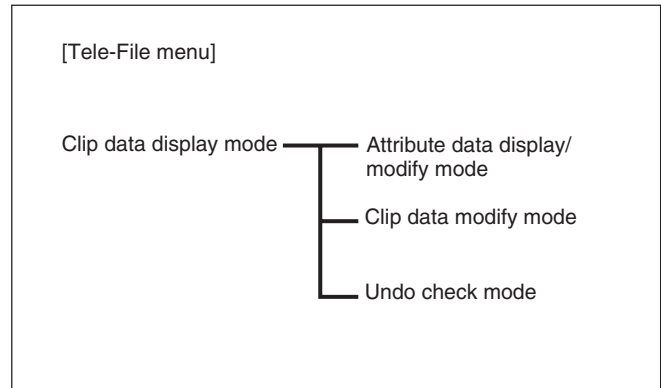 [Tele-File menu]
Clip data display mode
Attribute data display/
modify mode
Clip data modify mode
Undo check mode